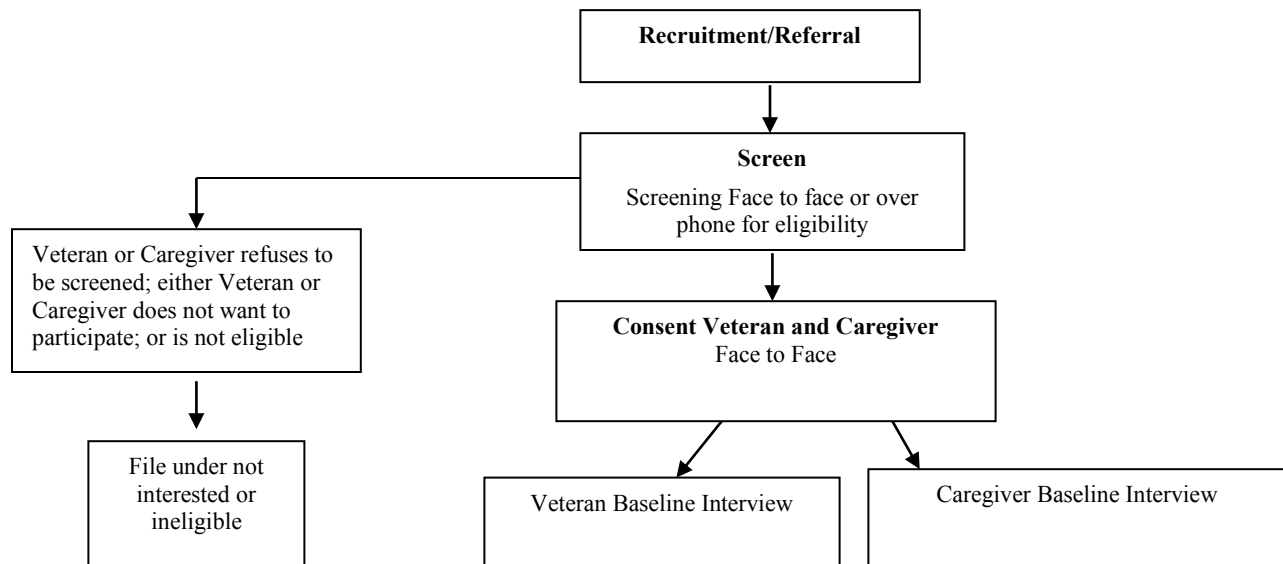 Recruitment/Referral
Screen
Screening Face to face or over
phone for eligibility
Veteran or Caregiver refuses to
be screened; either Veteran or
Caregiver does not want to
participate; or is not eligible
Consent Veteran and Caregiver
Face to Face
File under not
interested or
ineligible
Veteran Baseline Interview
Caregiver Baseline Interview